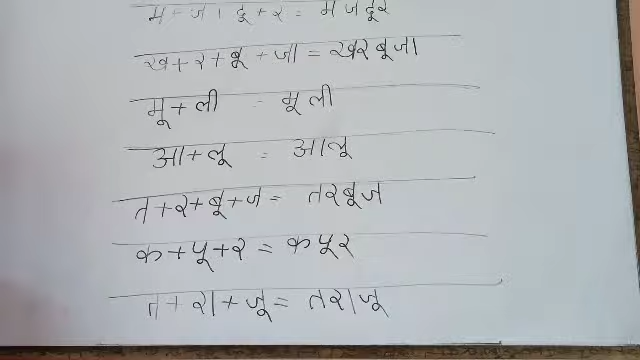 म + ज + दू + र = मजदूर
ख + र + बू + जा = खरबूजा
मू + ली = मूली
आ + लू = आलू
त + र + बू + ज = तरबूज
क + पू + र = कपूर
त + रा + जू = तराजू